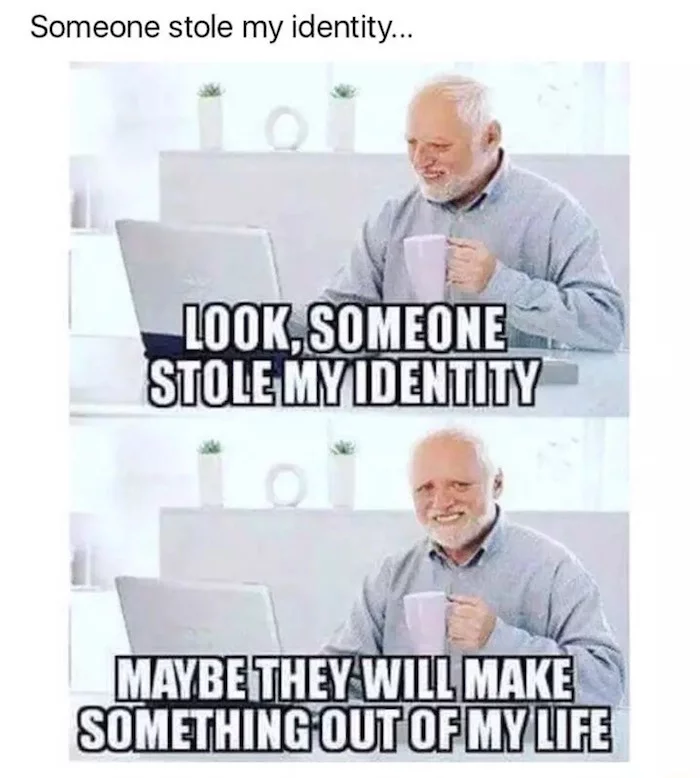 Someone stole my identity...
LOOK, SOMEONE
STOLE MY IDENTITY
MAYBE THEY WILL MAKE
SOMETHING OUT OF MY LIFE